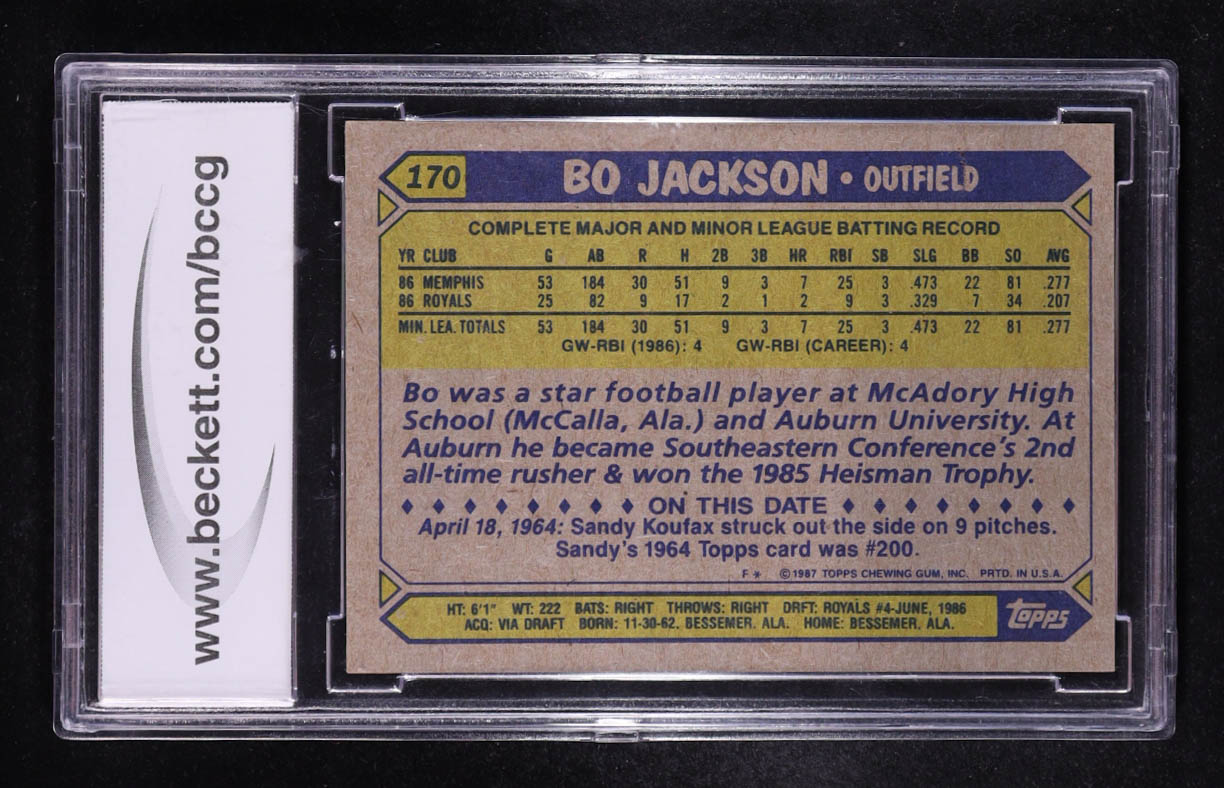 www.beckett.com/bccg
170 BO JACKSON • OUTFIELD
COMPLETE MAJOR AND MINOR LEAGUE BATTING RECORD
YR CLUB G AB R H 2B 3B HR RBI SB SLG BB SO AVG
86 MEMPHIS 53 184 30 51 9 3 7 25 3 .473 22 81 .277
86 ROYALS 25 82 9 17 2 1 2 9 3 .329 7 34 .207
MIN. LEA. TOTALS 53 184 30 51 9 3 7 25 3 .473 22 81 .277
GW-RBI (1986): 4 GW-RBI (CAREER): 4
Bo was a star football player at McAdory High
School (McCalla, Ala.) and Auburn University. At
Auburn he became Southeastern Conference's 2nd
all-time rusher & won the 1985 Heisman Trophy.
♦ ♦ ♦ ♦ ♦ ♦ ♦ ♦ ON THIS DATE ♦ ♦ ♦ ♦ ♦ ♦ ♦ ♦
April 18, 1964: Sandy Koufax struck out the side on 9 pitches.
Sandy's 1964 Topps card was #200.
F * © 1987 TOPPS CHEWING GUM, INC. PRTD. IN U.S.A.
HT: 6'1" WT: 222 BATS: RIGHT THROWS: RIGHT DRFT: ROYALS #4-JUNE, 1986
ACQ: VIA DRAFT BORN: 11-30-62, BESSEMER, ALA. HOME: BESSEMER, ALA.
topps